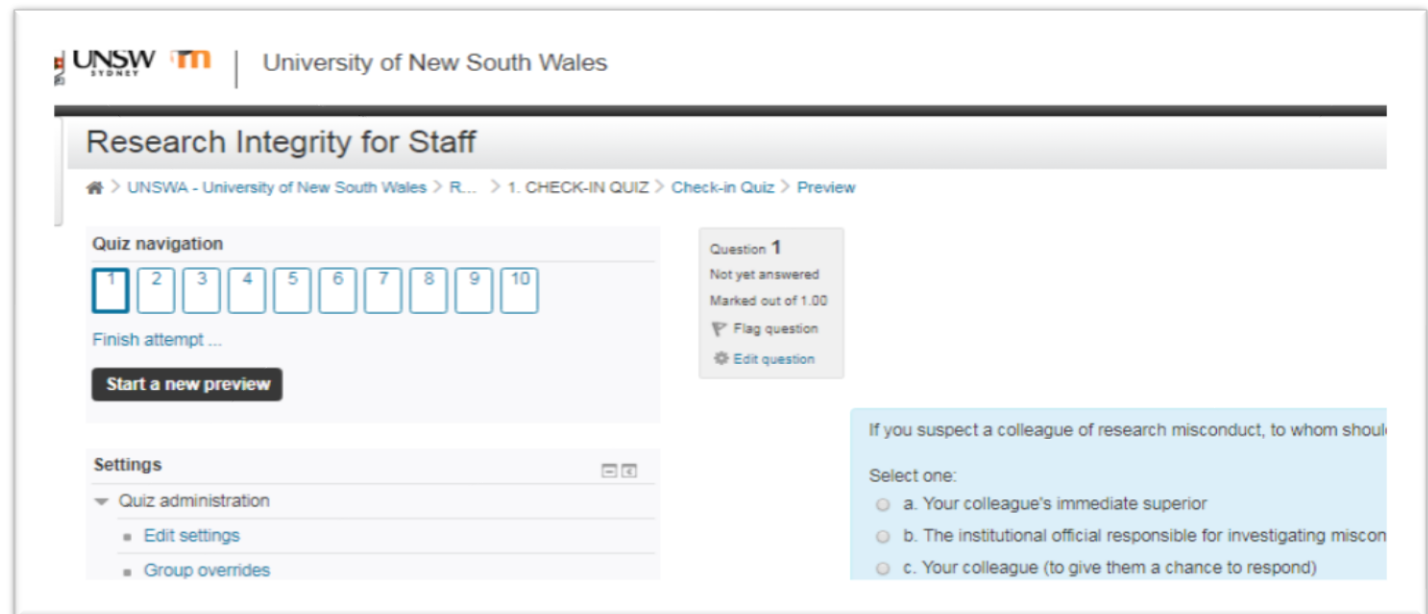 UNSW
SYDNEY
University of New South Wales
Research Integrity for Staff
> UNSWA - University of New South Wales > R... > 1. CHECK-IN QUIZ > Check-in Quiz > Preview
Quiz navigation
1 2 3 4 5 6 7 8 9 10
Finish attempt ...
Start a new preview
Settings
Quiz administration
Edit settings
Group overrides
Question 1
Not yet answered
Marked out of 1.00
Flag question
Edit question
If you suspect a colleague of research misconduct, to whom shoul
Select one:
a. Your colleague's immediate superior
b. The institutional official responsible for investigating miscon
c. Your colleague (to give them a chance to respond)